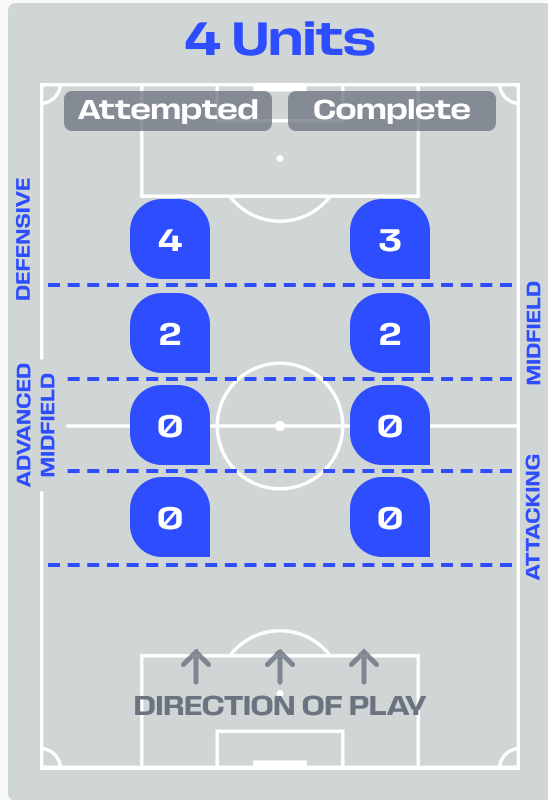 4 Units
Attempted Complete
DEFENSIVE
4 3
MIDFIELD
2 2
ADVANCED
MIDFIELD
0 0
ATTACKING
0 0
DIRECTION OF PLAY